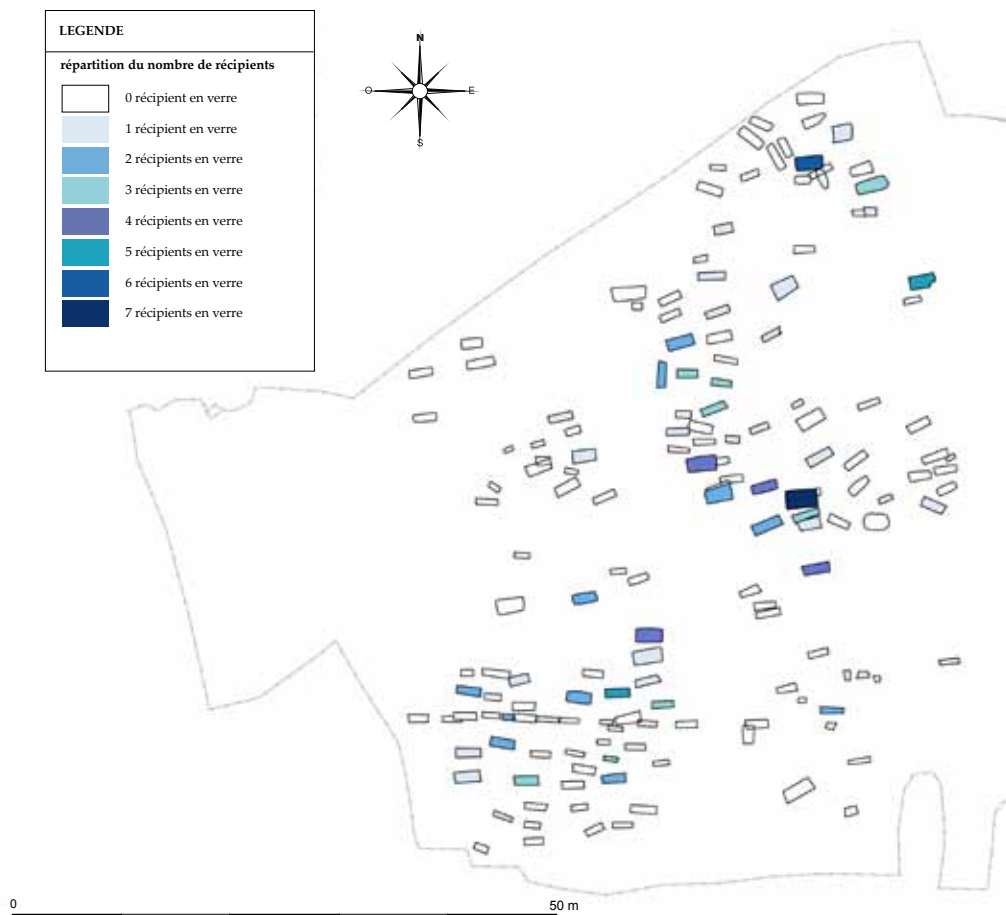 LEGENDE
répartition du nombre de récipients
0 récipient en verre
1 récipient en verre
2 récipients en verre
3 récipients en verre
4 récipients en verre
5 récipients en verre
6 récipients en verre
7 récipients en verre
N
O
E
S
0
50 m